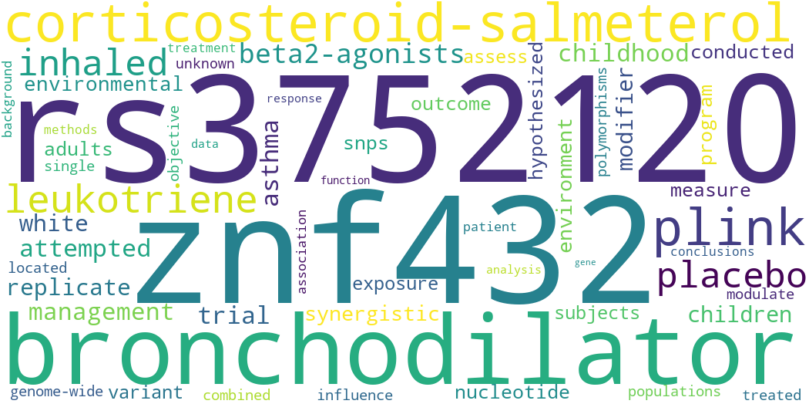 corticosteroid-salmeterol
treatment
background
inhaled
unknown
beta2-agonists
assess
hypothesized
childhood
conducted
environmental
rs3752120
response
outcome
polymorphisms
modifier
program
methods
objective
data
adults
snps
single
asthma
function
environment
leukotriene
znf432
measure
white
association
patient
plink
attempted
conclusions
located
analysis
gene
placebo
replicate
exposure
modulate
management
trial
synergistic
subjects
children
bronchodilator
genome-wide
variant
combined
influence
nucleotide
populations
treated